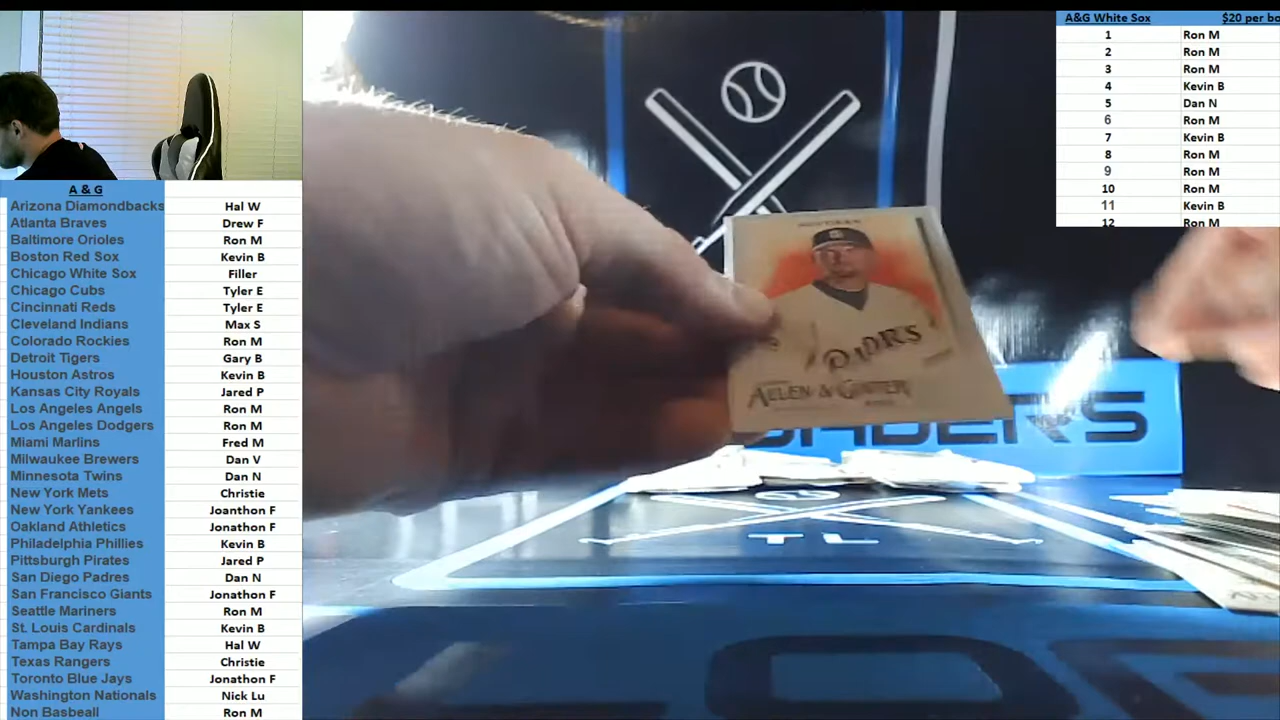 A & G
Arizona Diamondbacks Hal W
Atlanta Braves Drew F
Baltimore Orioles Ron M
Boston Red Sox Kevin B
Chicago White Sox Filler
Chicago Cubs Tyler E
Cincinnati Reds Tyler E
Cleveland Indians Max S
Colorado Rockies Ron M
Detroit Tigers Gary B
Houston Astros Kevin B
Kansas City Royals Jared P
Los Angeles Angels Ron M
Los Angeles Dodgers Ron M
Miami Marlins Fred M
Milwaukee Brewers Dan V
Minnesota Twins Dan N
New York Mets Christie
New York Yankees Joanthon F
Oakland Athletics Jonathon F
Philadelphia Phillies Kevin B
Pittsburgh Pirates Jared P
San Diego Padres Dan N
San Francisco Giants Jonathon F
Seattle Mariners Ron M
St. Louis Cardinals Kevin B
Tampa Bay Rays Hal W
Texas Rangers Christie
Toronto Blue Jays Jonathon F
Washington Nationals Nick Lu
Non Basbeall Ron M
A&G White Sox $20 per bo
1 Ron M
2 Ron M
3 Ron M
4 Kevin B
5 Dan N
6 Ron M
7 Kevin B
8 Ron M
9 Ron M
10 Ron M
11 Kevin B
12 Ron M
PADRES
ALLEN & GINTER
TL